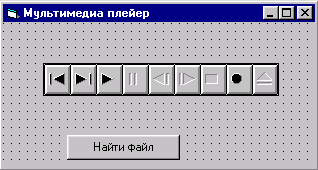 Мультимедиа плейер
Найти файл